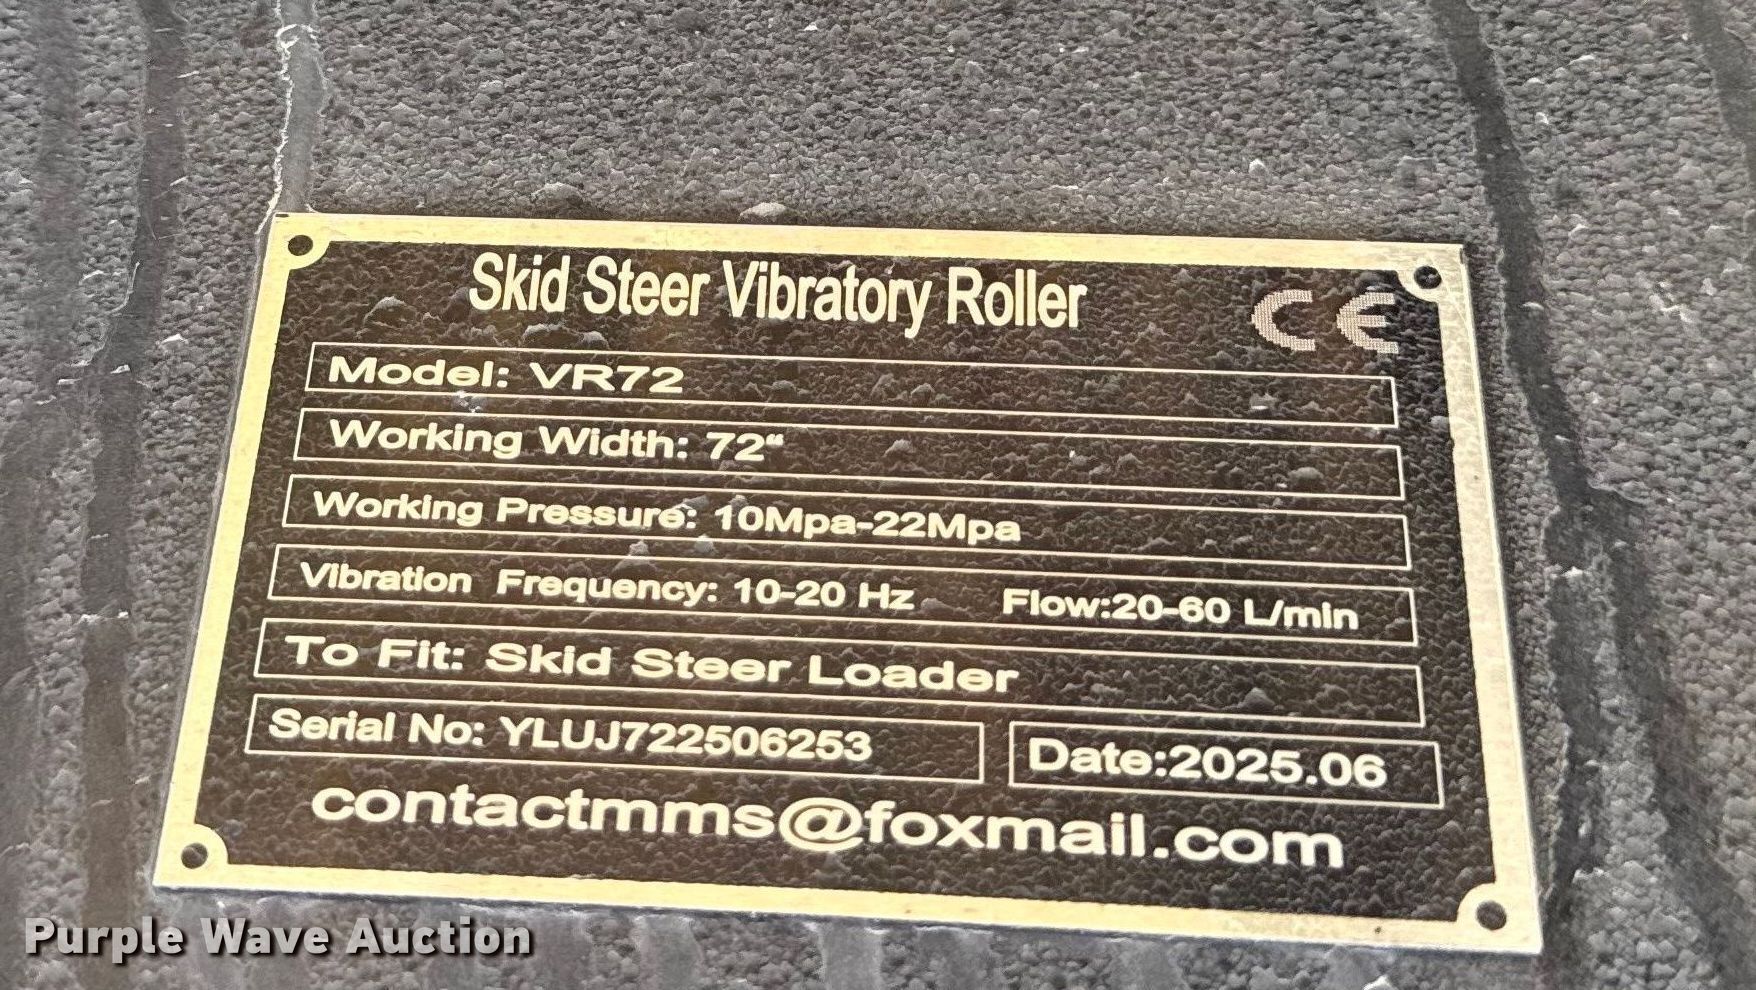 Skid Steer Vibratory Roller
CE
Model: VR72
Working Width: 72“
Working Pressure: 10Mpa-22Mpa
Vibration Frequency: 10-20 Hz Flow:20-60 L/min
To Fit: Skid Steer Loader
Serial No: YLUJ722506253 Date:2025.06
contactmms@foxmail.com
Purple Wave Auction